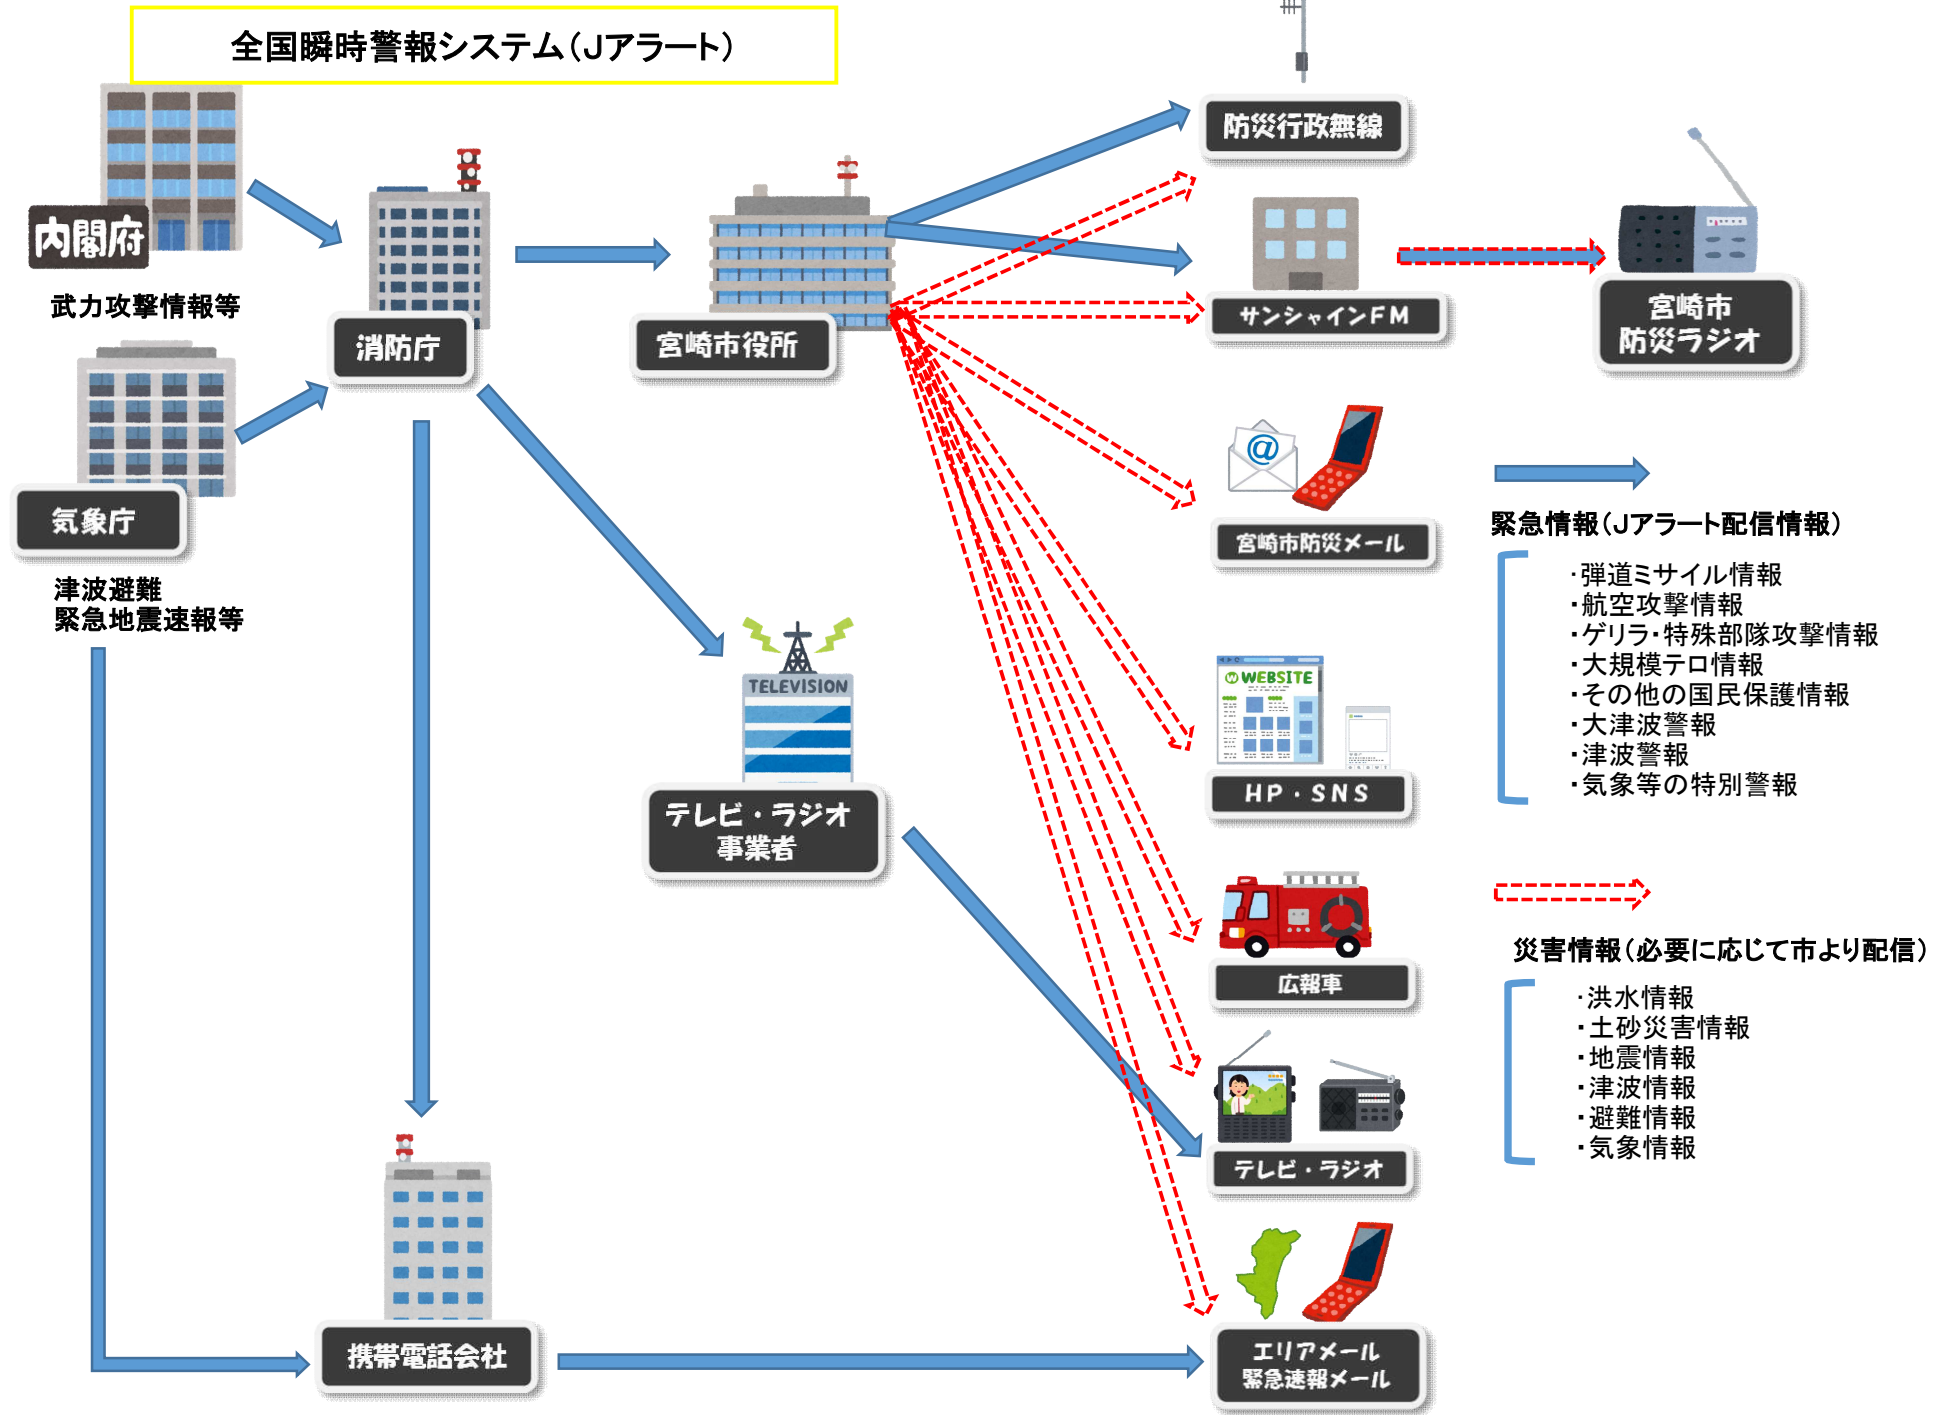 全国瞬時警報システム(Jアラート)
内閣府
武力攻撃情報等
気象庁
津波避難
緊急地震速報等
消防庁
宮崎市役所
TELEVISION
テレビ・ラジオ
事業者
携帯電話会社
防災行政無線
サンシャインFM
宮崎市
防災ラジオ
@
宮崎市防災メール
WEBSITE
HP・SNS
広報車
テレビ・ラジオ
エリアメール
緊急速報メール
緊急情報(Jアラート配信情報)
・弾道ミサイル情報
・航空攻撃情報
・ゲリラ・特殊部隊攻撃情報
・大規模テロ情報
・その他の国民保護情報
・大津波警報
・津波警報
・気象等の特別警報
災害情報(必要に応じて市より配信)
・洪水情報
・土砂災害情報
・地震情報
・津波情報
・避難情報
・気象情報